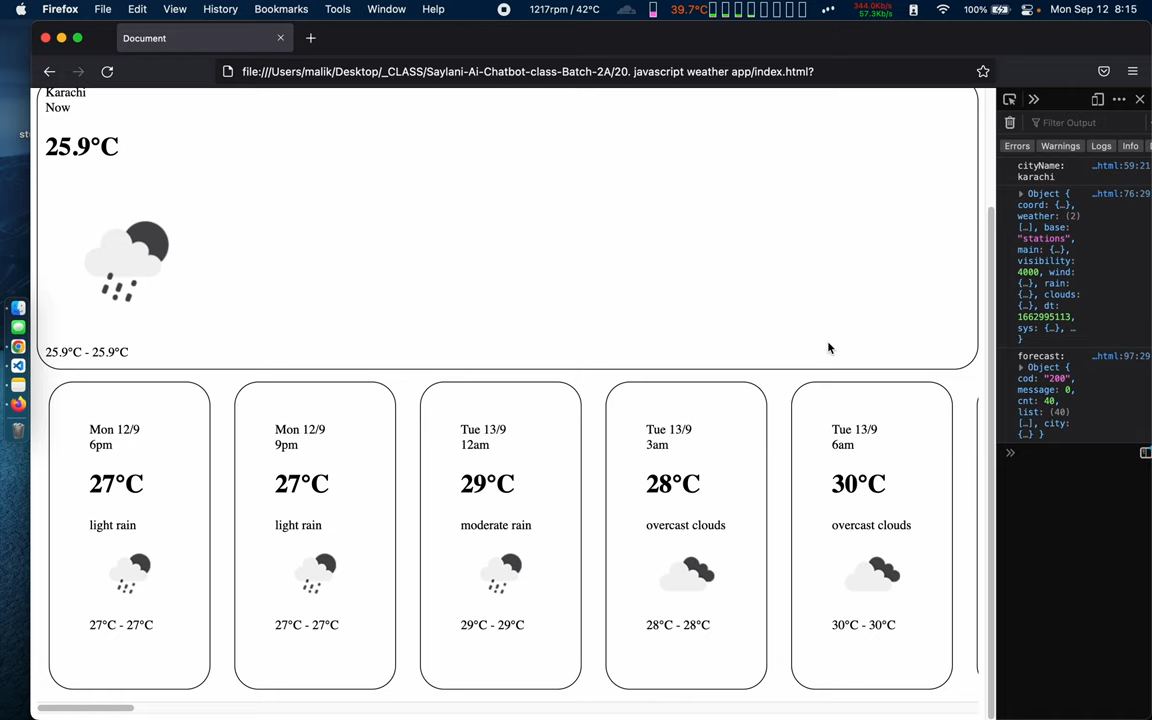 Firefox File Edit View History Bookmarks Tools Window Help 1217rpm / 42°C 39.7°C 344.0Kb/s 57.3Kb/s 100% Mon Sep 12 8:15
Document
file:///Users/malik/Desktop/_CLASS/Saylani-Ai-Chatbot-class-Batch-2A/20. javascript weather app/index.html?
Karachi
Now
25.9°C
25.9°C - 25.9°C
Mon 12/9
6pm
27°C
light rain
27°C - 27°C
Mon 12/9
9pm
27°C
light rain
27°C - 27°C
Tue 13/9
12am
29°C
moderate rain
29°C - 29°C
Tue 13/9
3am
28°C
overcast clouds
28°C - 28°C
Tue 13/9
6am
30°C
overcast clouds
30°C - 30°C
Filter Output
Errors Warnings Logs Info
cityName: …html:59:21
karachi
Object { …html:76:29
coord: {…},
weather: (2)
[…], base:
"stations",
main: {…},
visibility:
4000, wind:
{…}, rain:
{…}, clouds:
{…}, dt:
1662995113,
sys: {…}, …
}
forecast: …html:97:29
Object {
cod: "200",
message: 0,
cnt: 40,
list: (40)
[…], city:
{…} }